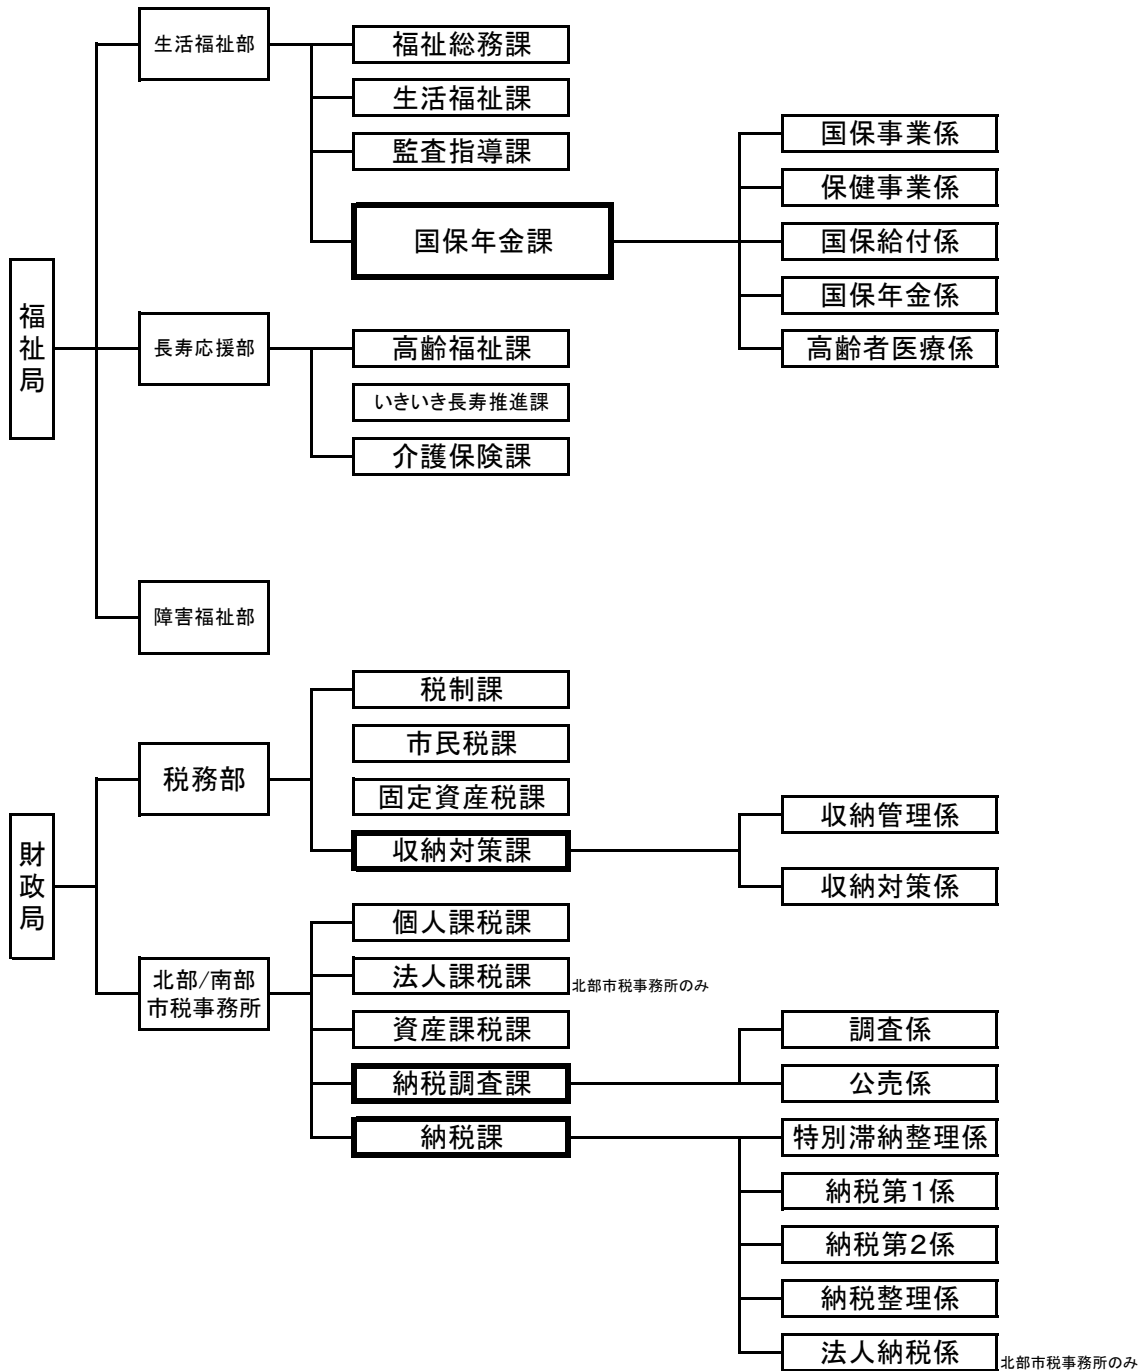 福祉局
生活福祉部
福祉総務課
生活福祉課
監査指導課
国保年金課
国保事業係
保健事業係
国保給付係
国保年金係
高齢者医療係
長寿応援部
高齢福祉課
いきいき長寿推進課
介護保険課
障害福祉部
財政局
税務部
税制課
市民税課
固定資産税課
収納対策課
収納管理係
収納対策係
北部/南部
市税事務所
個人課税課
法人課税課
北部市税事務所のみ
資産課税課
納税調査課
調査係
公売係
納税課
特別滞納整理係
納税第1係
納税第2係
納税整理係
法人納税係
北部市税事務所のみ